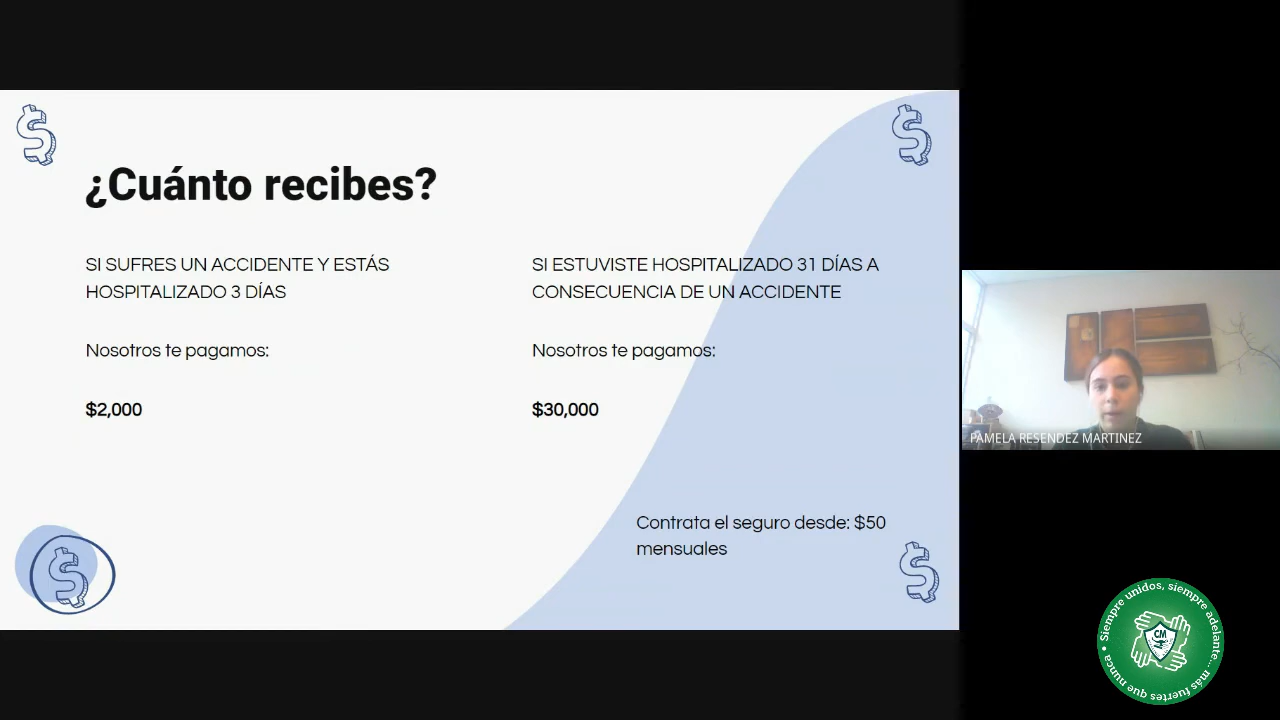 ¿Cuánto recibes?
SI SUFRES UN ACCIDENTE Y ESTÁS
HOSPITALIZADO 3 DÍAS
Nosotros te pagamos:
$2,000
SI ESTUVISTE HOSPITALIZADO 31 DÍAS A
CONSECUENCIA DE UN ACCIDENTE
Nosotros te pagamos:
$30,000
Contrata el seguro desde: $50
mensuales
PAMELA RESENDEZ MARTINEZ
Siempre unidos, siempre adelante... más fuertes que nunca •
CM